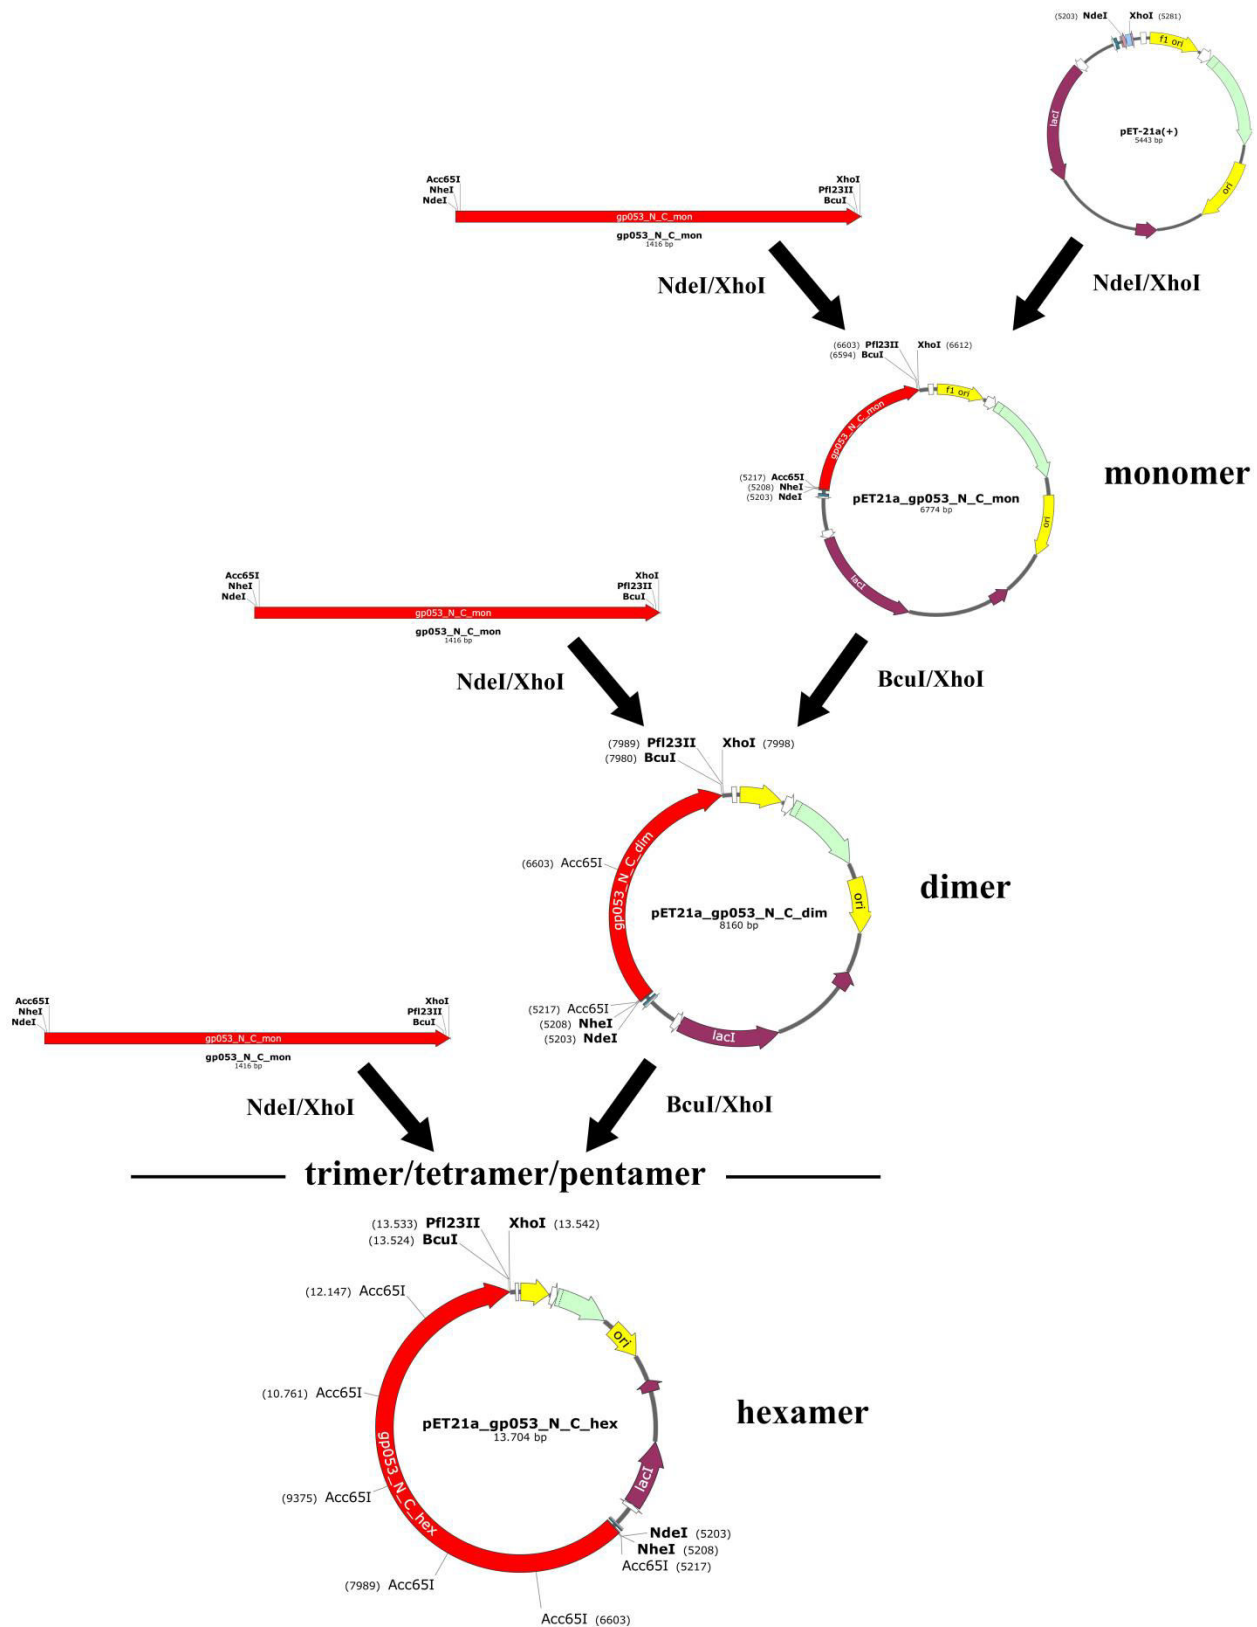 (5203) NdeI XhoI (5281)
f1 ori
lacI
pET-21a(+)
5443 bp
ori
Acc65I
NheI
NdeI
XhoI
Pfl23II
BcuI
gp053_N_C_mon
gp053_N_C_mon
1416 bp
NdeI/XhoI
NdeI/XhoI
(6603) Pfl23II XhoI (6612)
(6594) BcuI
f1 ori
gp053_N_C_mon
(5217) Acc65I
(5208) NheI
(5203) NdeI
pET21a_gp053_N_C_mon
6774 bp
ori
lacI
monomer
Acc65I
NheI
NdeI
XhoI
Pfl23II
BcuI
gp053_N_C_mon
gp053_N_C_mon
1416 bp
NdeI/XhoI
BcuI/XhoI
(7989) Pfl23II XhoI (7998)
(7980) BcuI
(6603) Acc65I
gp053_N_C_dim
pET21a_gp053_N_C_dim
8160 bp
ori
(5217) Acc65I
(5208) NheI
(5203) NdeI
lacI
dimer
Acc65I
NheI
NdeI
XhoI
Pfl23II
BcuI
gp053_N_C_mon
gp053_N_C_mon
1416 bp
NdeI/XhoI
BcuI/XhoI
trimer/tetramer/pentamer
(13.533) Pfl23II XhoI (13.542)
(13.524) BcuI
(12.147) Acc65I
ori
(10.761) Acc65I
pET21a_gp053_N_C_hex
13.704 bp
hexamer
gp053_N_C_hex
lacI
(9375) Acc65I
NdeI (5203)
NheI (5208)
Acc65I (5217)
(7989) Acc65I
Acc65I (6603)